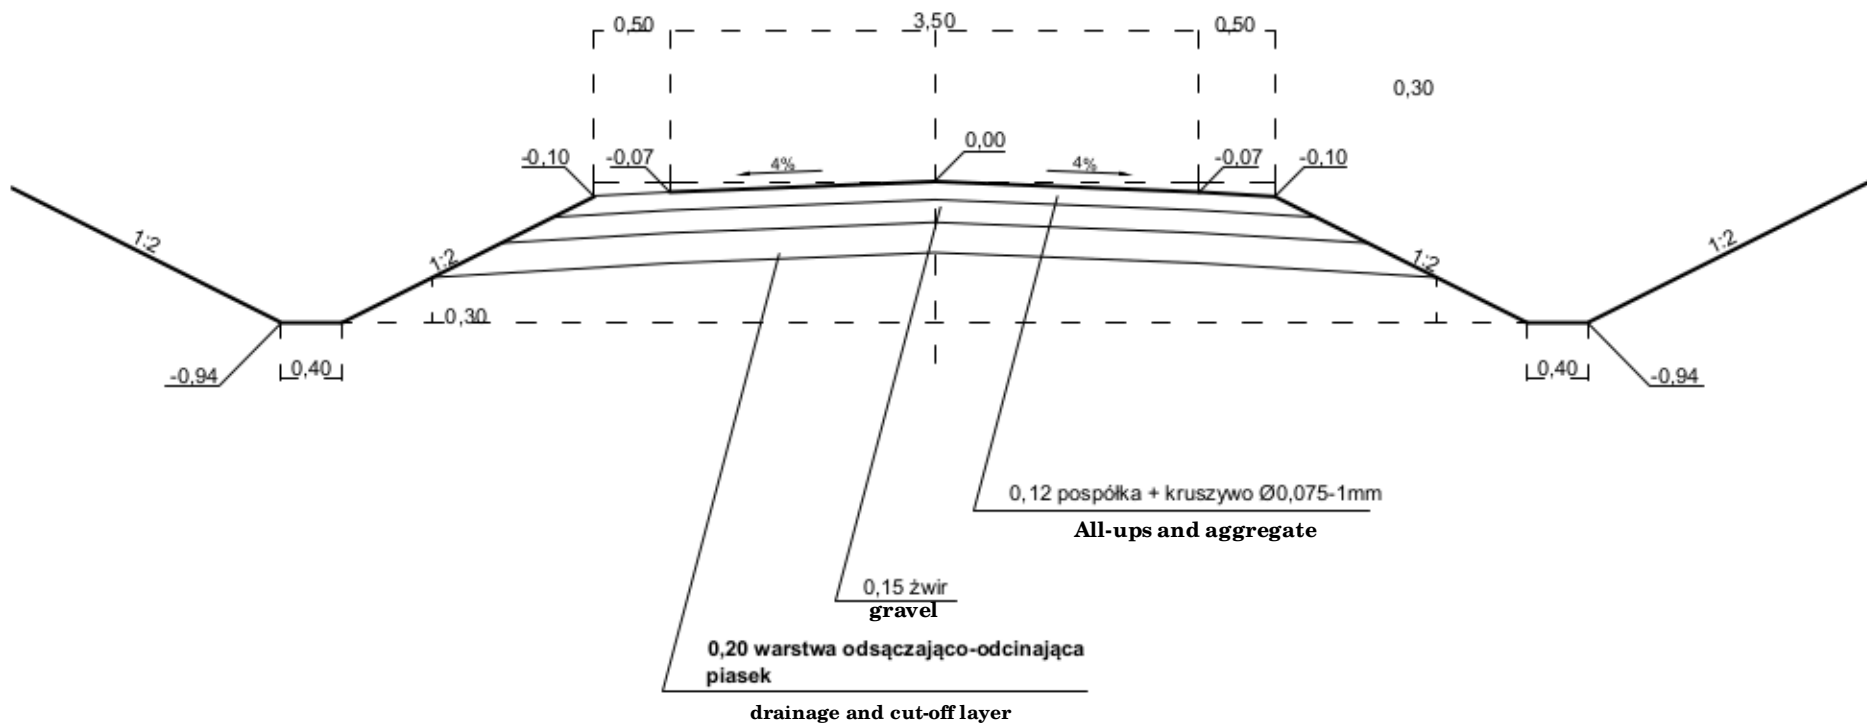 0,50 3,50 0,50
0,30
-0,10 -0,07 0,00 -0,07 -0,10
4% 4%
1:2 1:2 1:2 1:2
0,30
-0,94 0,40 0,40 -0,94
0,12 pospółka + kruszywo Ø0,075-1mm
All-ups and aggregate
0,15 żwir
gravel
0,20 warstwa odsączająco-odcinająca
piasek
drainage and cut-off layer